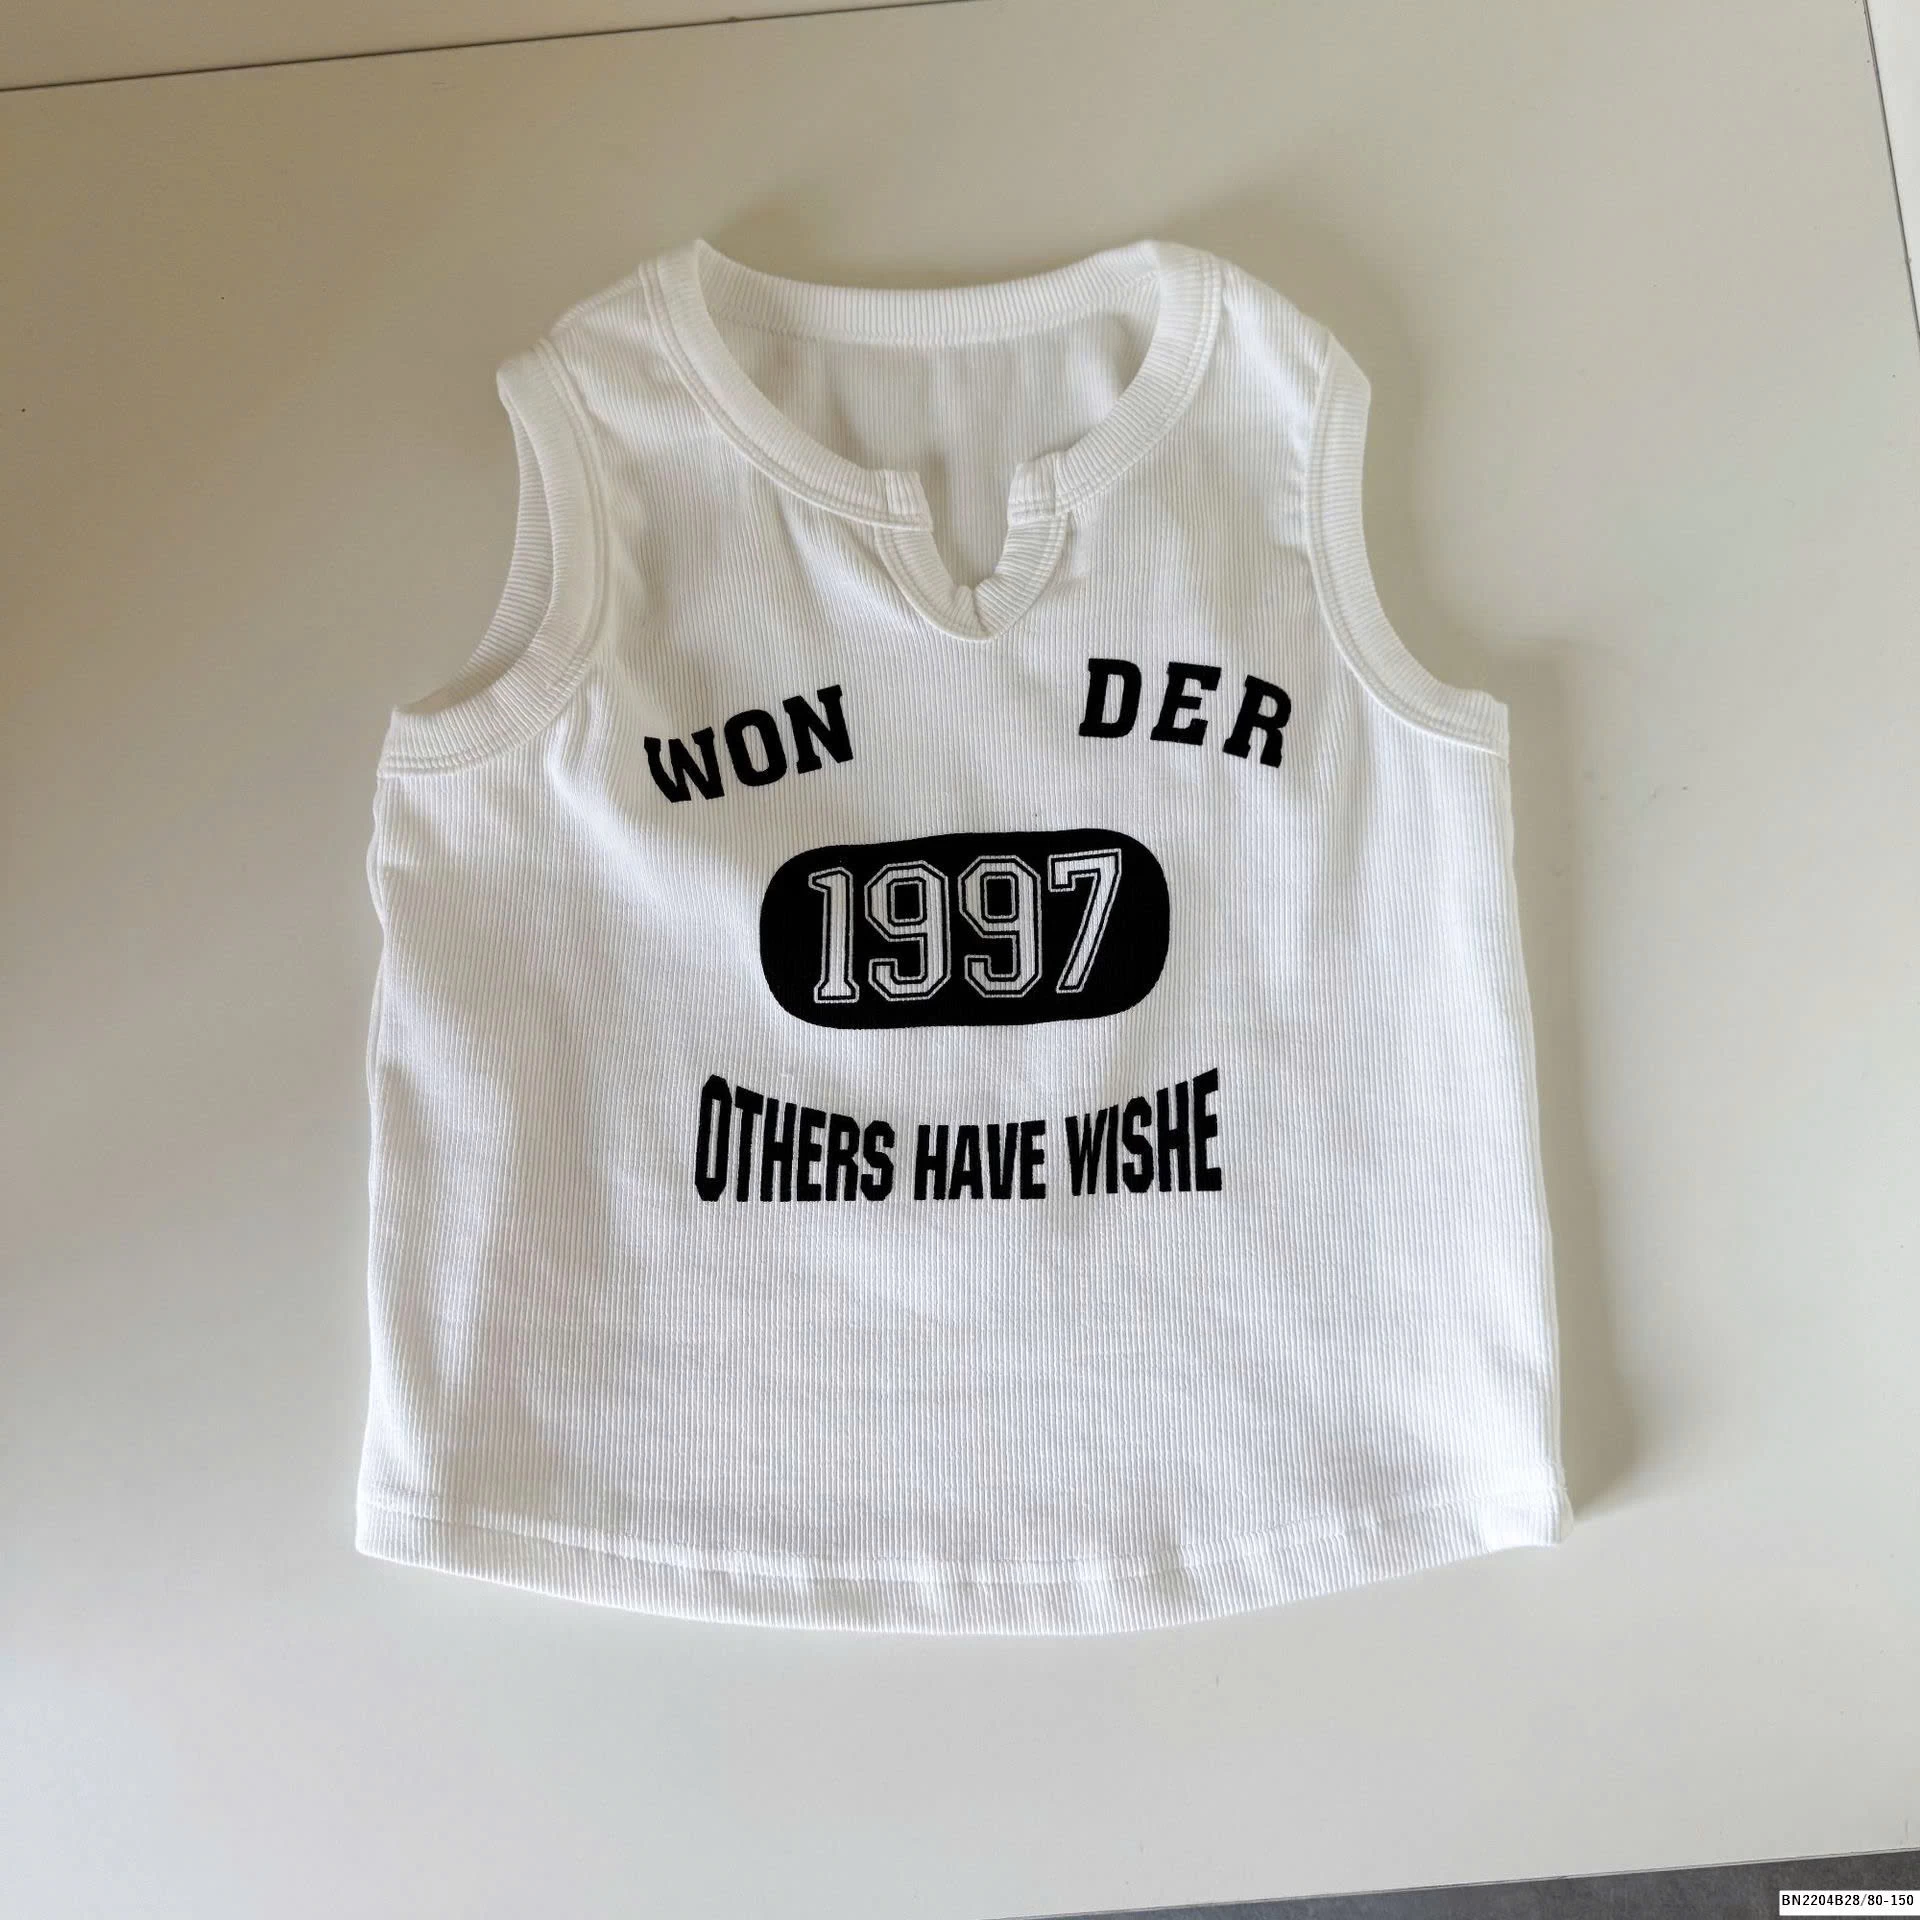 WON DER
1997
OTHERS HAVE WISHE
BN2204B28/80-150